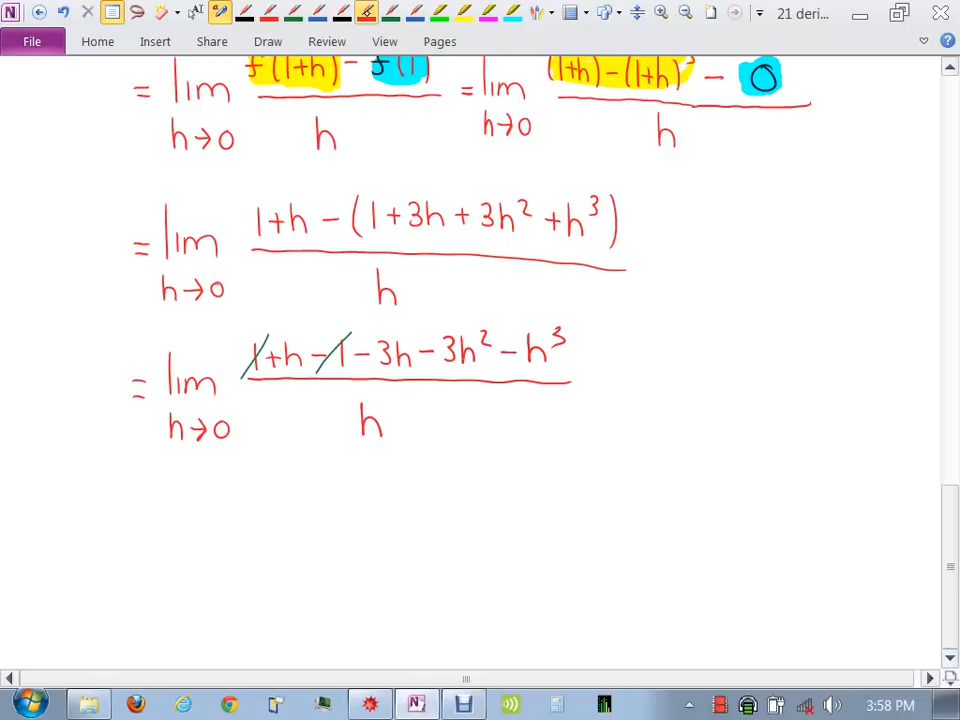 21 deri...
File Home Insert Share Draw Review View Pages
= lim f(1+h) - f(1) / h = lim (1+h) - (1+h)³ - 0 / h
h→0 h→0
= lim 1+h - (1+3h+3h²+h³) / h
h→0
= lim 1+h-1-3h-3h²-h³ / h
h→0
3:58 PM